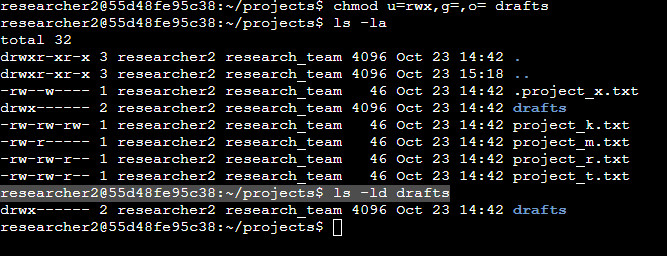 researcher2@55d48fe95c38:~/projects$ chmod u=rwx,g=,o= drafts
researcher2@55d48fe95c38:~/projects$ ls -la
total 32
drwxr-xr-x 3 researcher2 research_team 4096 Oct 23 14:42 .
drwxr-xr-x 3 researcher2 research_team 4096 Oct 23 15:18 ..
-rw--w---- 1 researcher2 research_team   46 Oct 23 14:42 .project_x.txt
drwx------ 2 researcher2 research_team 4096 Oct 23 14:42 drafts
-rw-rw-rw- 1 researcher2 research_team   46 Oct 23 14:42 project_k.txt
-rw-r----- 1 researcher2 research_team   46 Oct 23 14:42 project_m.txt
-rw-rw-r-- 1 researcher2 research_team   46 Oct 23 14:42 project_r.txt
-rw-rw-r-- 1 researcher2 research_team   46 Oct 23 14:42 project_t.txt
researcher2@55d48fe95c38:~/projects$ ls -ld drafts
drwx------ 2 researcher2 research_team 4096 Oct 23 14:42 drafts
researcher2@55d48fe95c38:~/projects$